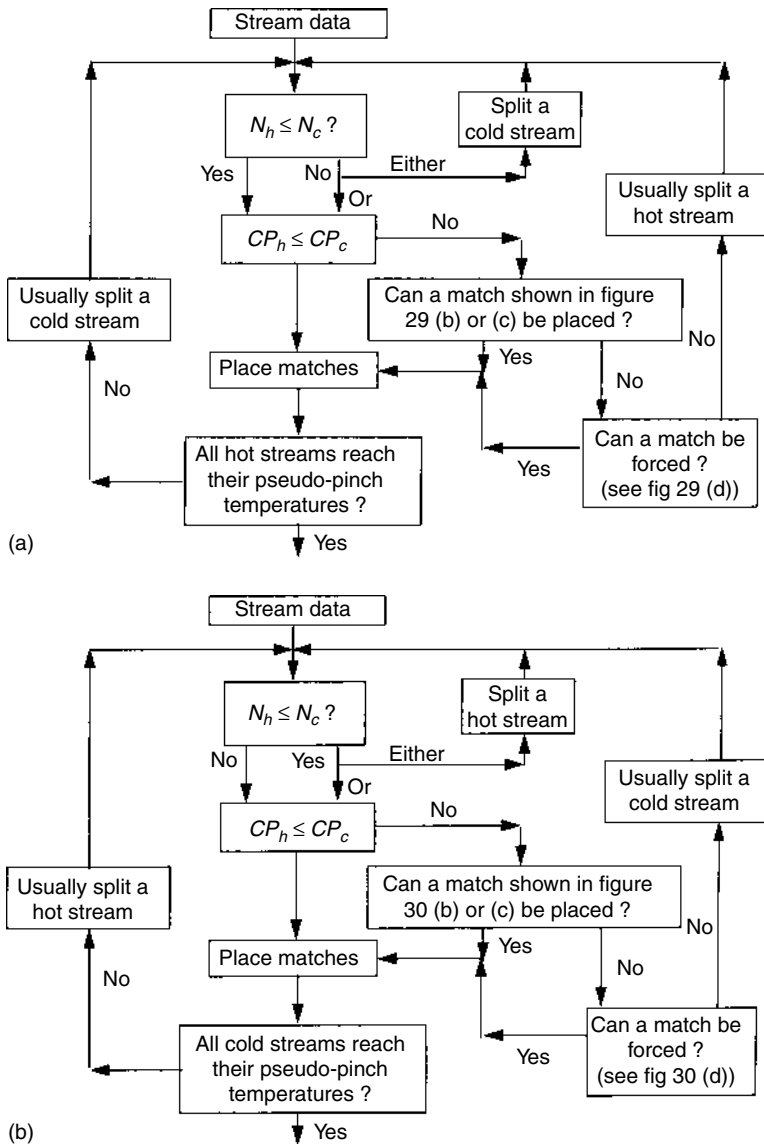 Stream data
N_h ≤ N_c ?
Split a
cold stream
Yes
No
Either
Or
Usually split a
hot stream
CP_h ≤ CP_c
No
Usually split a
cold stream
Can a match shown in figure
29 (b) or (c) be placed ?
Place matches
Yes
No
No
No
All hot streams reach
their pseudo-pinch
temperatures ?
Yes
Can a match be
forced ?
(see fig 29 (d))
(a)
Yes
Stream data
N_h ≤ N_c ?
Split a
hot stream
No
Yes
Either
Or
Usually split a
cold stream
CP_h ≤ CP_c
No
Usually split a
hot stream
Can a match shown in figure
30 (b) or (c) be placed ?
Place matches
Yes
No
No
No
All cold streams reach
their pseudo-pinch
temperatures ?
Yes
Can a match be
forced ?
(see fig 30 (d))
(b)
Yes